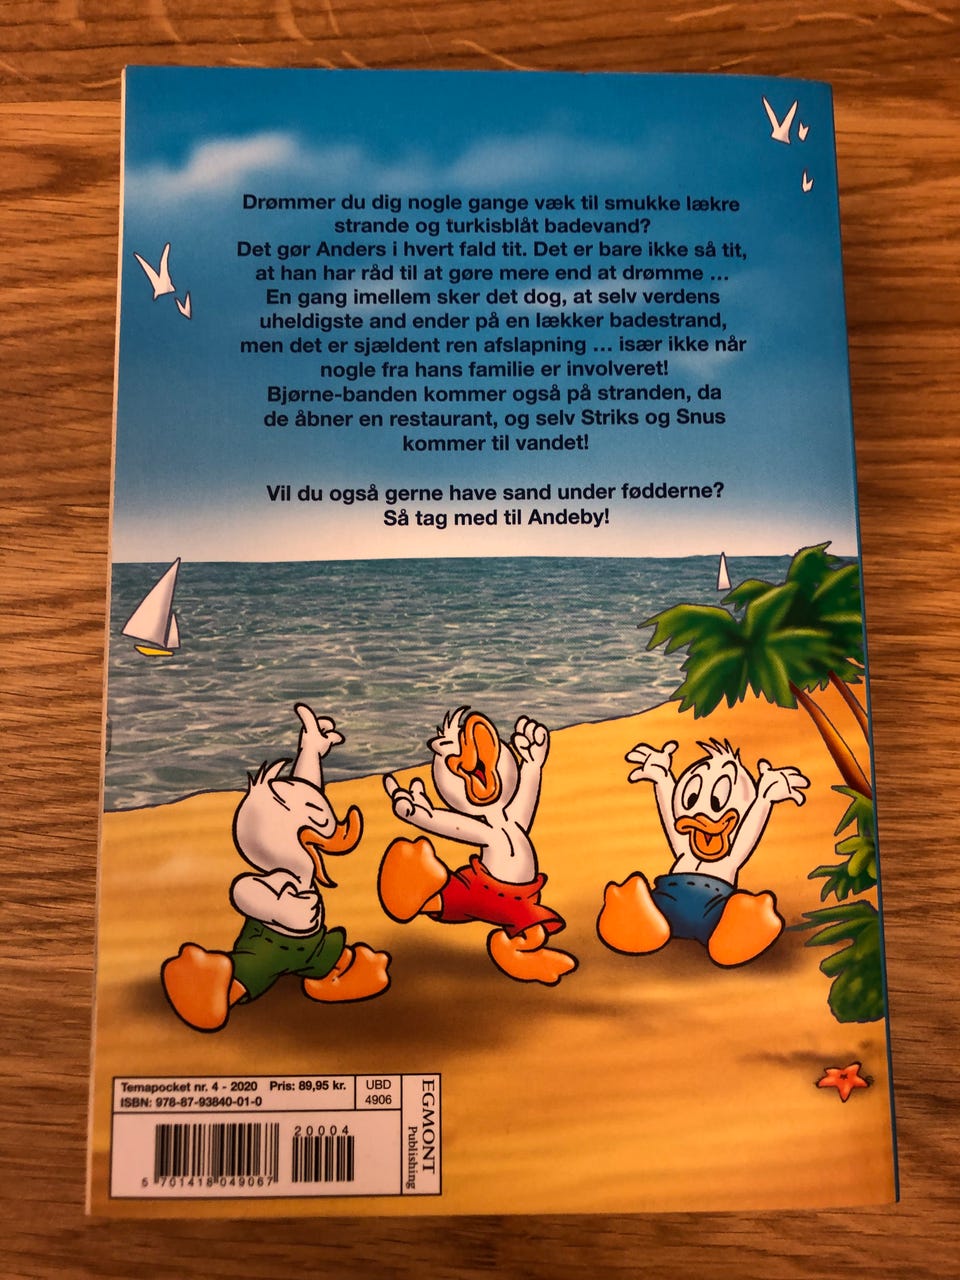 Drømmer du dig nogle gange væk til smukke lækre
strande og turkisblåt badevand?
Det gør Anders i hvert fald tit. Det er bare ikke så tit,
at han har råd til at gøre mere end at drømme ...
En gang imellem sker det dog, at selv verdens
uheldigste and ender på en lækker badestrand,
men det er sjældent ren afslapning ... især ikke når
nogle fra hans familie er involveret!
Bjørne-banden kommer også på stranden, da
de åbner en restaurant, og selv Striks og Snus
kommer til vandet!
Vil du også gerne have sand under fødderne?
Så tag med til Andeby!
Temapocket nr. 4 - 2020 Pris: 89,95 kr.
ISBN: 978-87-93840-01-0
UBD
4906
EGMONT
Publishing
20004
5 701418 049067